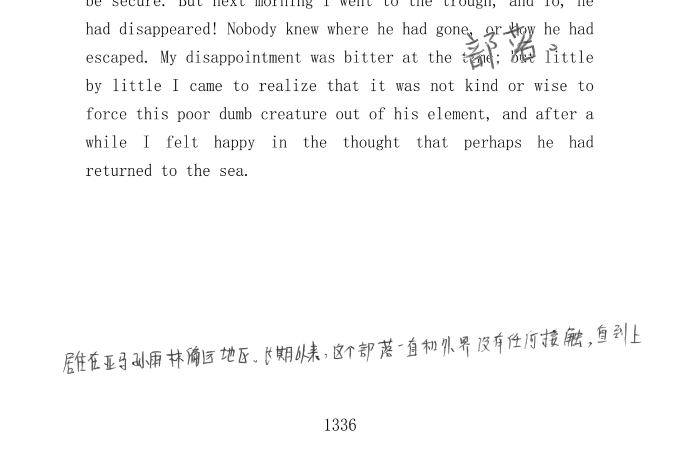 be secure. But next morning I went to the trough, and lo, he
had disappeared! Nobody knew where he had gone, or how he had
部落?
escaped. My disappointment was bitter at the time; but little
by little I came to realize that it was not kind or wise to
force this poor dumb creature out of his element, and after a
while I felt happy in the thought that perhaps he had
returned to the sea.
居住在亚马孙雨林偏远地区。长期以来,这个部落一直和外界没有任何接触,直到上
1336